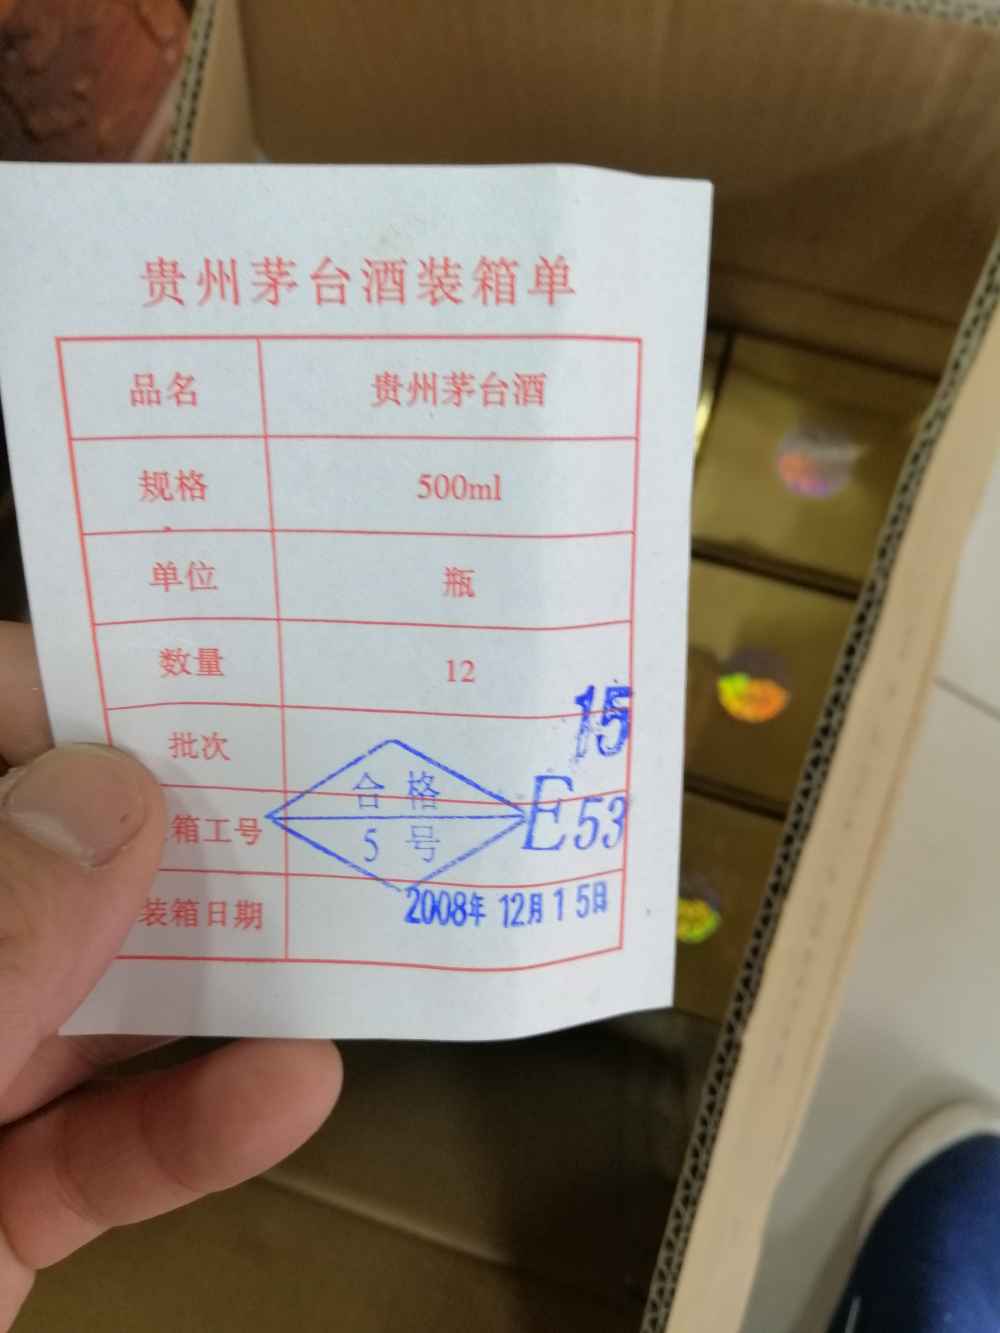 贵州茅台酒装箱单
品名 贵州茅台酒
规格 500ml
单位 瓶
数量 12
批次 15
箱工号 合格 5号 E53
装箱日期 2008年 12月 15日